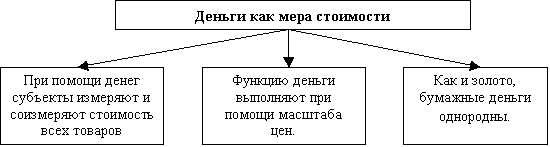 Деньги как мера стоимости
При помощи денег
субъекты измеряют и
соизмеряют стоимость
всех товаров
Функцию деньги
выполняют при
помощи масштаба
цен.
Как и золото,
бумажные деньги
однородны.